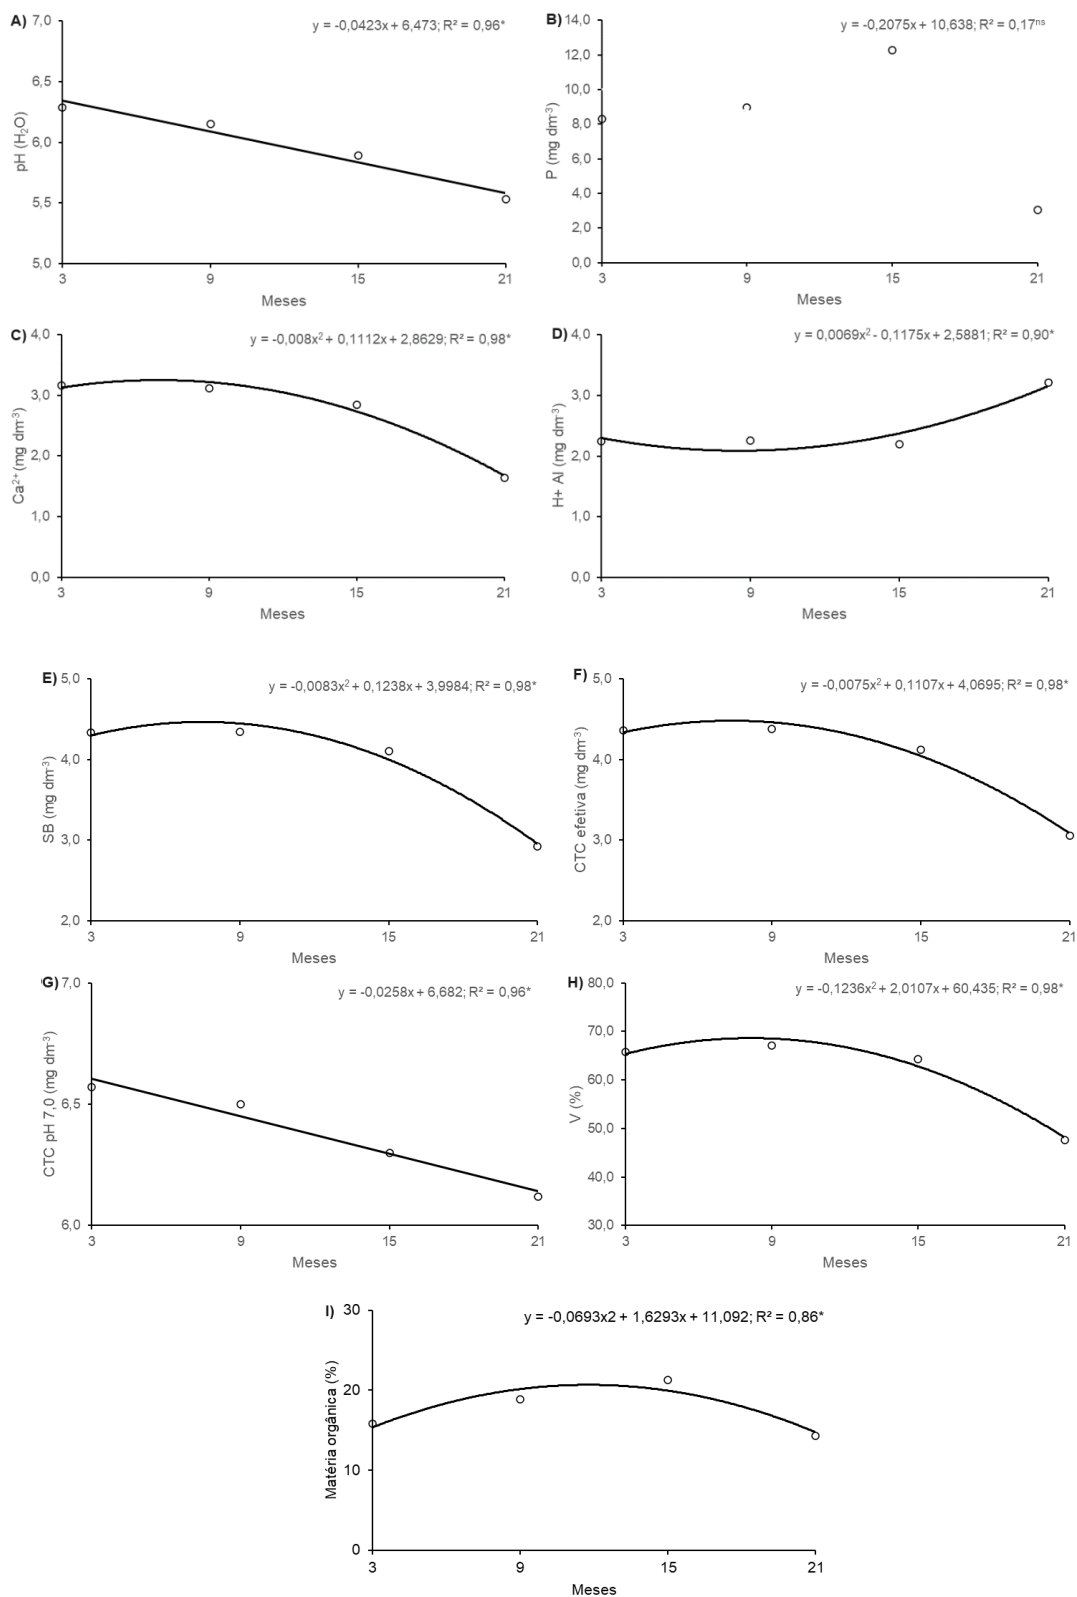 A)
y = -0,0423x + 6,473; R² = 0,96*
7,0
6,5
6,0
5,5
5,0
pH (H₂O)
3 9 15 21
Meses
B)
y = -0,2075x + 10,638; R² = 0,17ⁿˢ
14,0
12,0
10,0
8,0
6,0
4,0
2,0
0,0
P (mg dm⁻³)
3 9 15 21
Meses
C)
y = -0,008x² + 0,1112x + 2,8629; R² = 0,98*
4,0
3,0
2,0
1,0
0,0
Ca²⁺ (mg dm⁻³)
3 9 15 21
Meses
D)
y = 0,0069x² - 0,1175x + 2,5881; R² = 0,90*
4,0
3,0
2,0
1,0
0,0
H+ Al (mg dm⁻³)
3 9 15 21
Meses
E)
y = -0,0083x² + 0,1238x + 3,9984; R² = 0,98*
5,0
4,0
3,0
2,0
SB (mg dm⁻³)
3 9 15 21
Meses
F)
y = -0,0075x² + 0,1107x + 4,0695; R² = 0,98*
5,0
4,0
3,0
2,0
CTC efetiva (mg dm⁻³)
3 9 15 21
Meses
G)
y = -0,0258x + 6,682; R² = 0,96*
7,0
6,5
6,0
CTC pH 7,0 (mg dm⁻³)
3 9 15 21
Meses
H)
y = -0,1236x² + 2,0107x + 60,435; R² = 0,98*
80,0
70,0
60,0
50,0
40,0
30,0
V (%)
3 9 15 21
Meses
I)
y = -0,0693x2 + 1,6293x + 11,092; R² = 0,86*
30
20
10
0
Matéria orgânica (%)
3 9 15 21
Meses